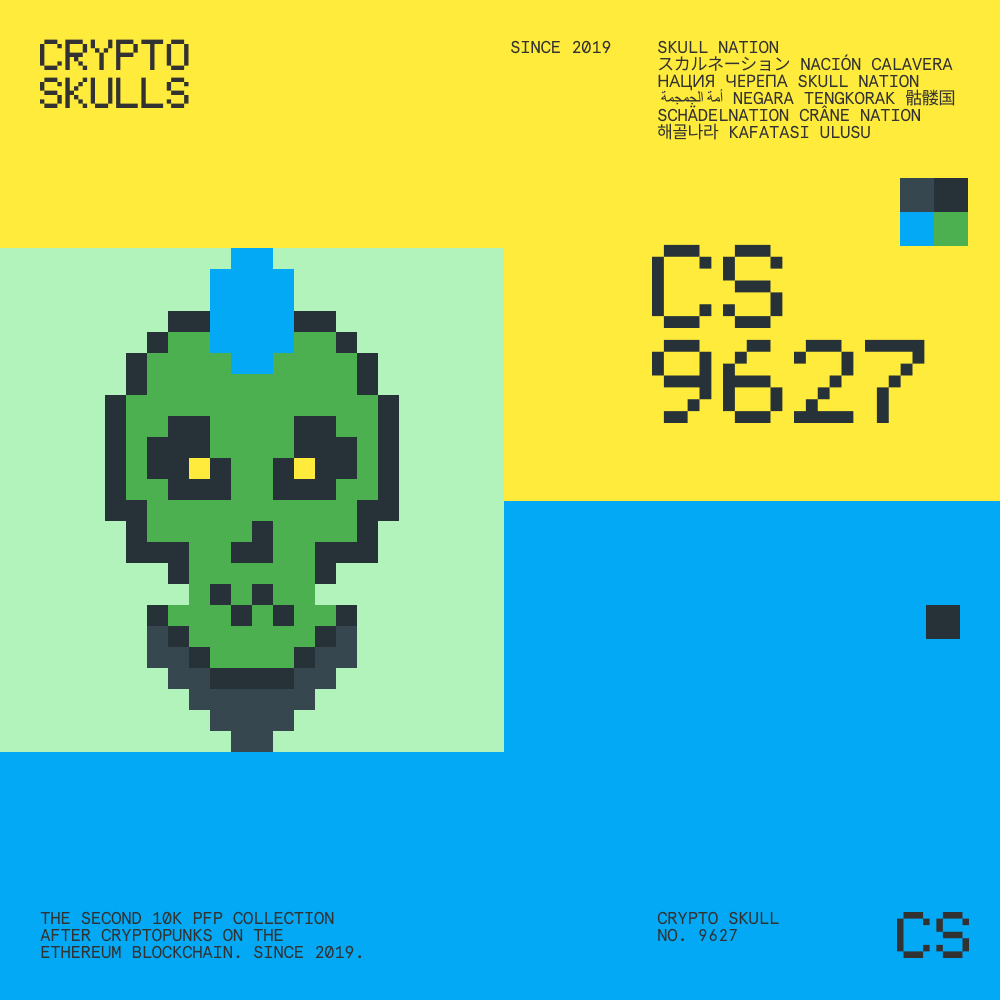 CRYPTO
SKULLS
SINCE 2019
SKULL NATION
スカルネーション NACIÓN CALAVERA
НАЦИЯ ЧЕРЕПА SKULL NATION
أمة الجمجمة NEGARA TENGKORAK 骷髅国
SCHÄDELNATION CRÂNE NATION
해골나라 KAFATASI ULUSU
CS
9627
THE SECOND 10K PFP COLLECTION
AFTER CRYPTOPUNKS ON THE
ETHEREUM BLOCKCHAIN. SINCE 2019.
CRYPTO SKULL
NO. 9627
CS